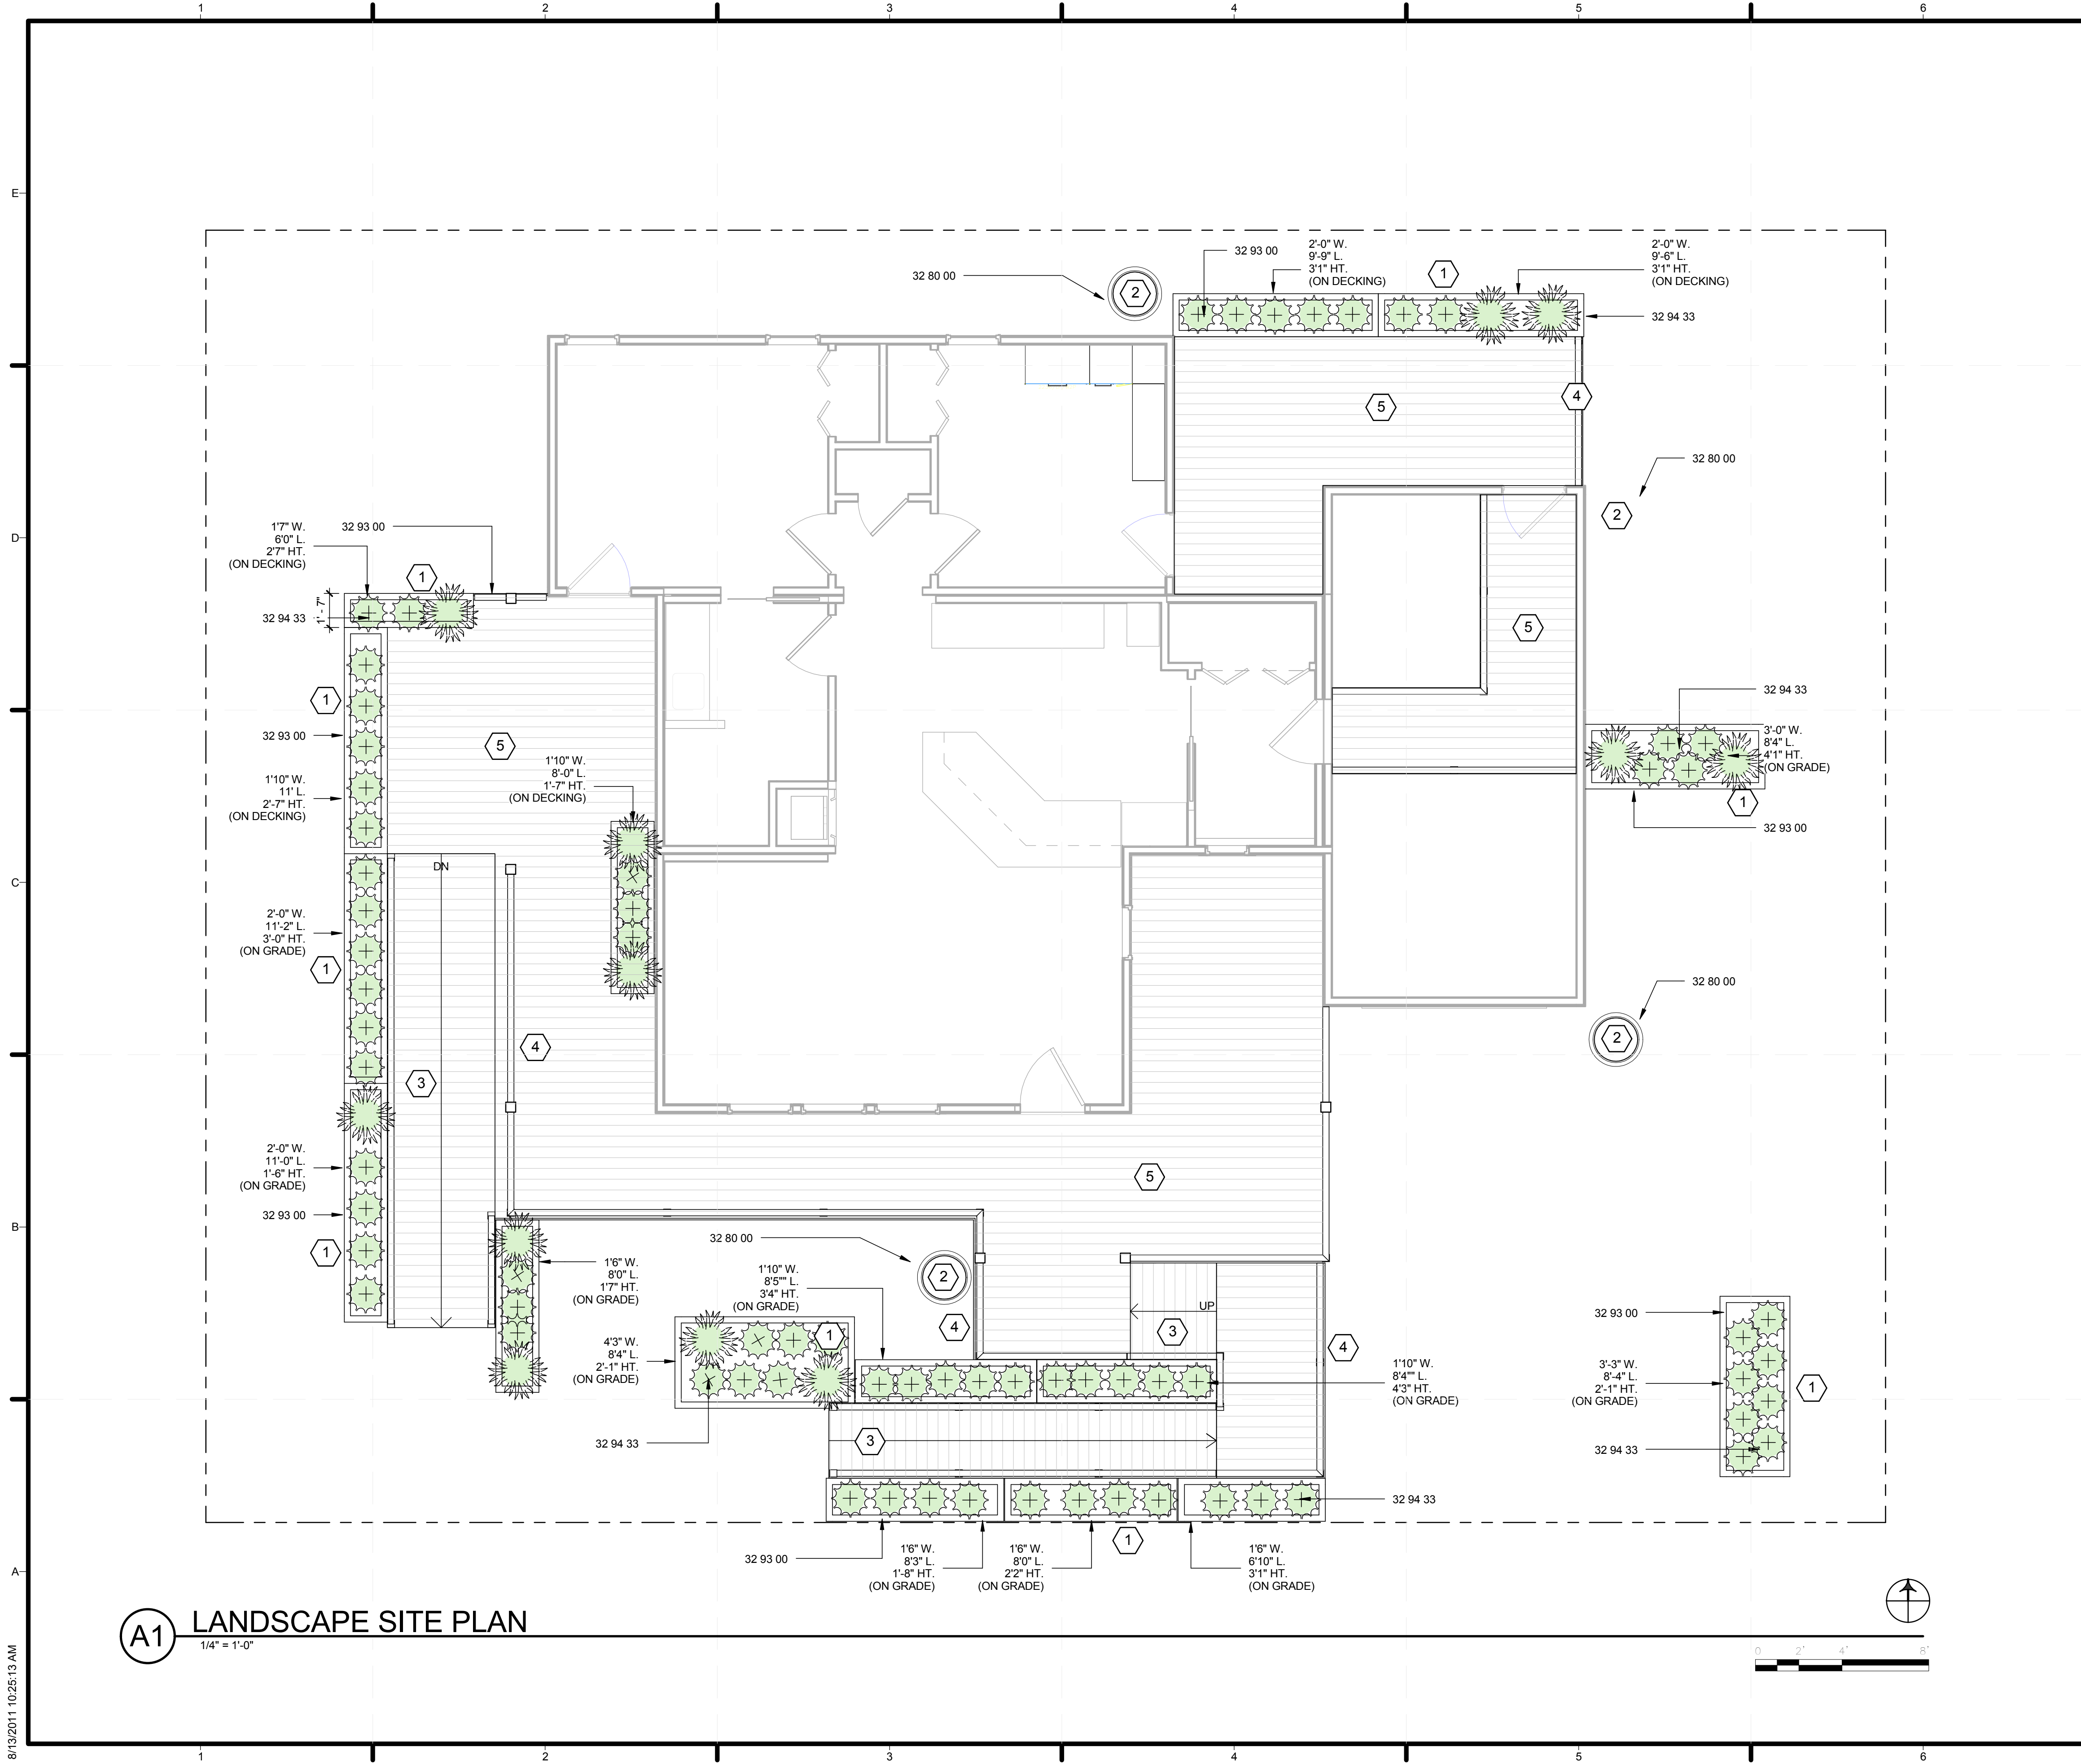 1 2 3 4 5 6
E
32 93 00
2'-0" W.
9'-9" L.
3'1" HT.
(ON DECKING)
1
2'-0" W.
9'-6" L.
3'1" HT.
(ON DECKING)
32 80 00
2
32 94 33
4
5
32 80 00
2
D
1'7" W.
6'0" L.
2'7" HT.
(ON DECKING)
32 93 00
1
32 94 33
1' - 7"
5
1
32 93 00
5
1'10" W.
11' L.
2'-7" HT.
(ON DECKING)
1'10" W.
8'-0" L.
1'-7" HT.
(ON DECKING)
32 94 33
3'-0" W.
8'4" L.
4'1" HT.
(ON GRADE)
1
32 93 00
C
DN
2'-0" W.
11'-2" L.
3'-0" HT.
(ON GRADE)
1
32 80 00
2
4
3
2'-0" W.
11'-0" L.
1'-6" HT.
(ON GRADE)
5
32 93 00
B
1
32 80 00
2
1'6" W.
8'0" L.
1'7" HT.
(ON GRADE)
1'10" W.
8'5"" L.
3'4" HT.
(ON GRADE)
UP
3
4
1
4
4'3" W.
8'4" L.
2'-1" HT.
(ON GRADE)
1'10" W.
8'4"" L.
4'3" HT.
(ON GRADE)
32 93 00
3'-3" W.
8'-4" L.
2'-1" HT.
(ON GRADE)
1
32 94 33
3
32 94 33
32 94 33
32 93 00
1'6" W.
8'3" L.
1'-8" HT.
(ON GRADE)
1'6" W.
8'0" L.
2'2" HT.
(ON GRADE)
1
1'6" W.
6'10" L.
3'1" HT.
(ON GRADE)
A
A1
LANDSCAPE SITE PLAN
1/4" = 1'-0"
0 2' 4' 8'
8/13/2011 10:25:13 AM
1 2 3 4 5 6